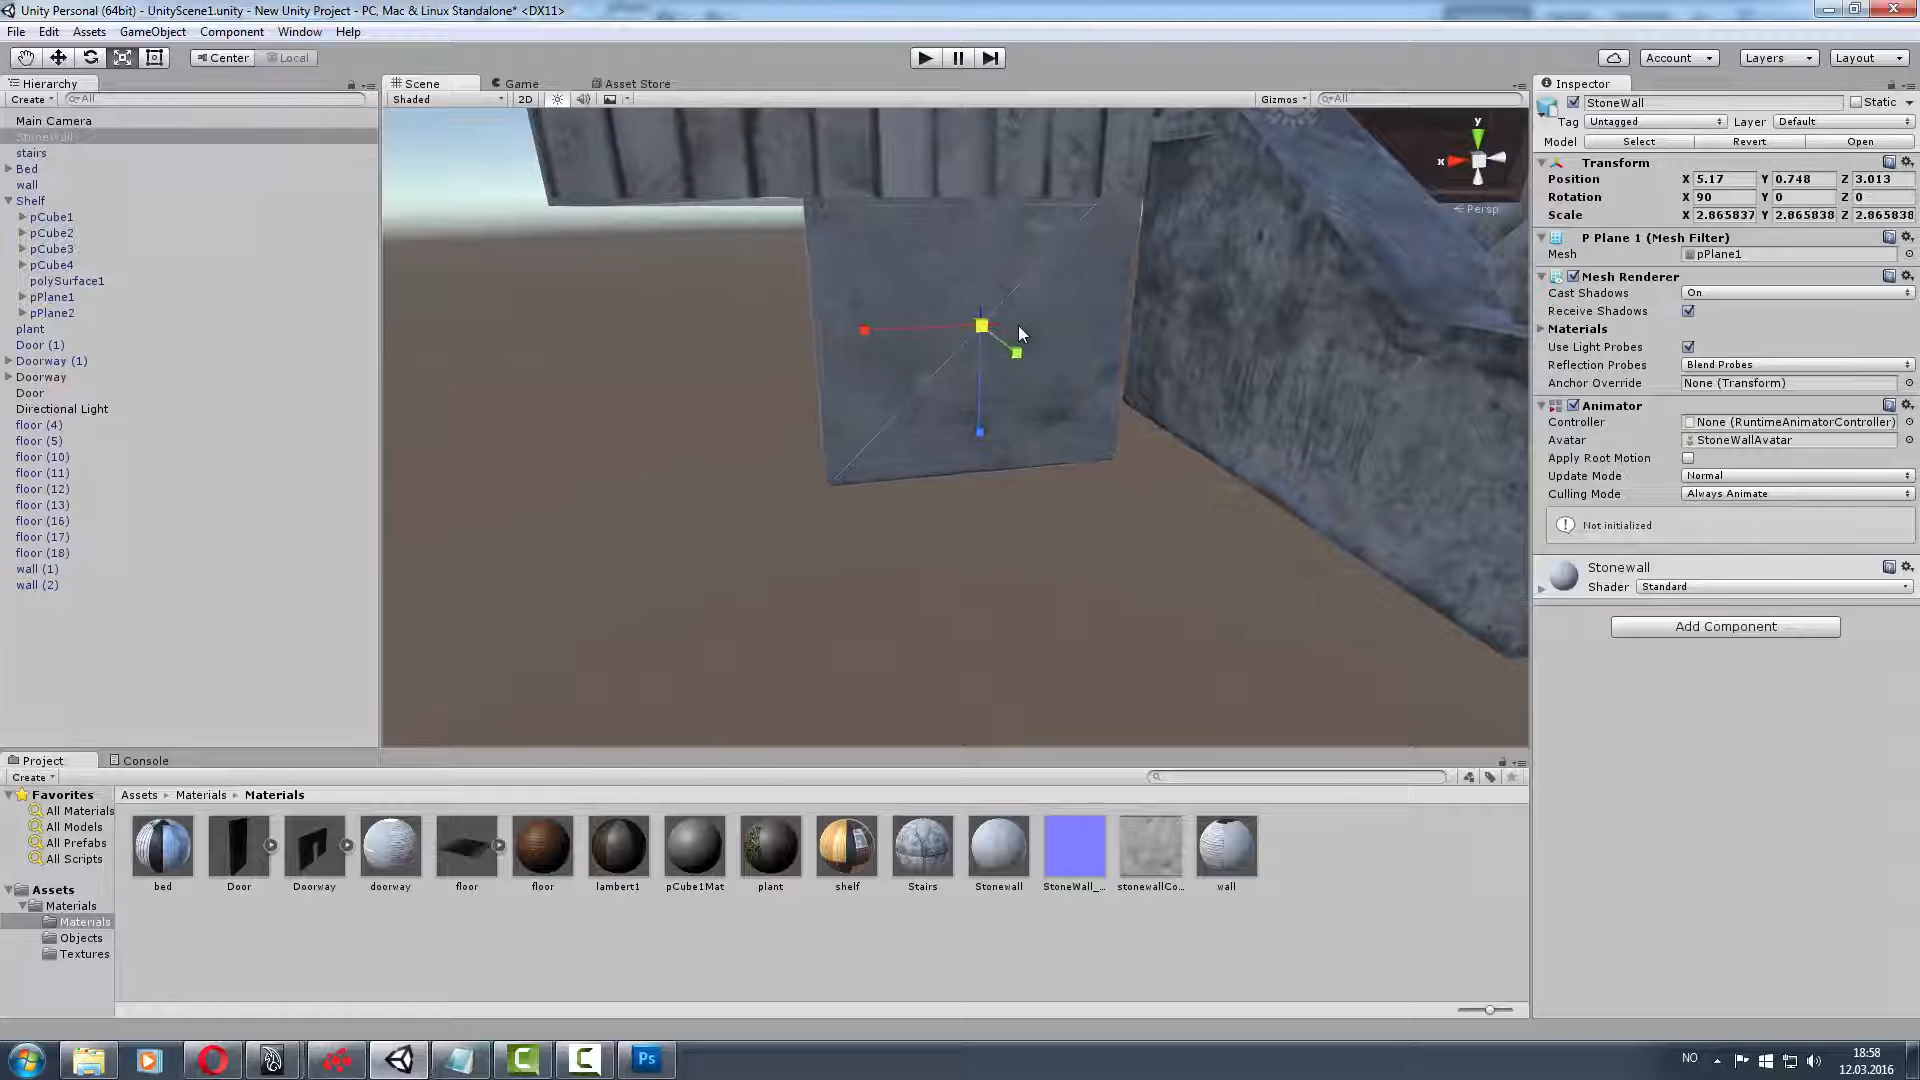 Unity Personal (64bit) - UnityScene1.unity - New Unity Project - PC, Mac & Linux Standalone* <DX11>
File Edit Assets GameObject Component Window Help
Center Local Account Layers Layout
Hierarchy
Create All
Main Camera
StoneWall
stairs
Bed
wall
Shelf
pCube1
pCube2
pCube3
pCube4
polySurface1
pPlane1
pPlane2
plant
Door (1)
Doorway (1)
Doorway
Door
Directional Light
floor (4)
floor (5)
floor (10)
floor (11)
floor (12)
floor (13)
floor (16)
floor (17)
floor (18)
wall (1)
wall (2)
Scene Game Asset Store
Shaded 2D Gizmos All
y
x
Persp
Inspector
StoneWall Static
Tag Untagged Layer Default
Model Select Revert Open
Transform
Position X 5.17 Y 0.748 Z 3.013
Rotation X 90 Y 0 Z 0
Scale X 2.865837 Y 2.865838 Z 2.865838
P Plane 1 (Mesh Filter)
Mesh pPlane1
Mesh Renderer
Cast Shadows On
Receive Shadows
Materials
Use Light Probes
Reflection Probes Blend Probes
Anchor Override None (Transform)
Animator
Controller None (RuntimeAnimatorController)
Avatar StoneWallAvatar
Apply Root Motion
Update Mode Normal
Culling Mode Always Animate
Not initialized
Stonewall
Shader Standard
Add Component
Project Console
Create
Favorites
All Materials
All Models
All Prefabs
All Scripts
Assets
Materials
Materials
Objects
Textures
Assets Materials Materials
bed Door Doorway doorway floor floor lambert1 pCube1Mat plant shelf Stairs Stonewall StoneWall_... stonewallCo... wall
Ps
NO
18:58
12.03.2016